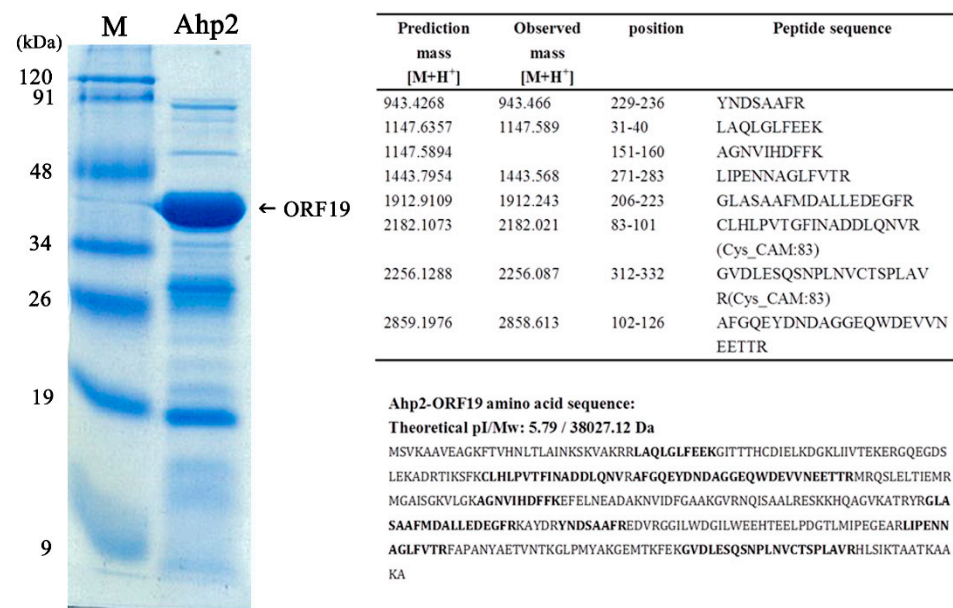 M Ahp2
(kDa)
120
91
48
← ORF19
34
26
19
9
Prediction Observed position Peptide sequence
mass mass
[M+H+] [M+H+]
943.4268 943.466 229-236 YNDSAAFR
1147.6357 1147.589 31-40 LAQLGLFEEK
1147.5894 151-160 AGNVIHDFFK
1443.7954 1443.568 271-283 LIPENNAGLFVTR
1912.9109 1912.243 206-223 GLASAAFMDALLEDEGFR
2182.1073 2182.021 83-101 CLHLPVTGFINADDLQNVR
(Cys_CAM:83)
2256.1288 2256.087 312-332 GVDLESQSNPLNVCTSPLAV
R(Cys_CAM:83)
2859.1976 2858.613 102-126 AFGQEYDNDAGGEQWDEVVN
EETTR
Ahp2-ORF19 amino acid sequence:
Theoretical pI/Mw: 5.79 / 38027.12 Da
MSVKAAVEAGKFTVHNLTLAINKSKVAKRRLAQLGLFEEKGITTTHCDIELKDGKLIIVTEKERGQEGDS
LEKADRTIKSFKCLHLPVTFINADDLQNVRAFGQEYDNDAGGEQWDEVVNEETTRMRQSLELTIEMR
MGAISGKVLGKAGNVIHDFFKEFELNEADAKNVIDFGAAKGVRNQISAALRESKKHQAGVKATRYRGLA
SAAFMDALLEDEGFRKAYDRYNDSAAFREDVRGGILWDGILWEEHTEELPDGTLMIPEGEARLIPENN
AGLFVTRFAPANYAETVNTKGLPMYAKGEMTKFEKGVDLESQSNPLNVCTSPLAVRHLSIKTAATKAA
KA